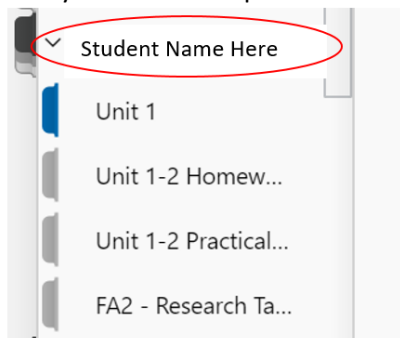 Student Name Here
Unit 1
Unit 1-2 Homew...
Unit 1-2 Practical...
FA2 - Research Ta...